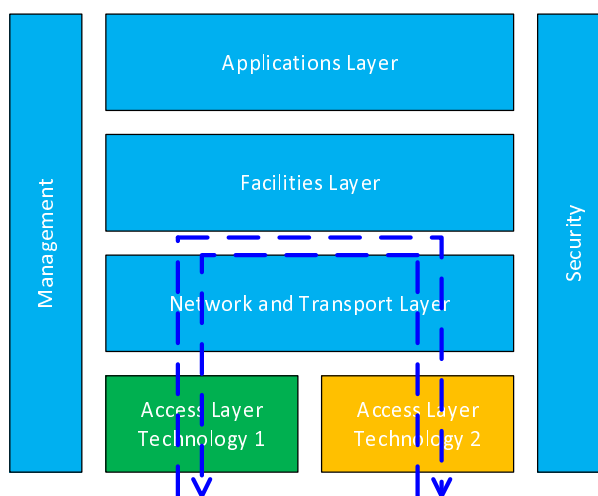 Applications Layer
Facilities Layer
Management
Security
Network and Transport Layer
Access Layer
Technology 1
Access Layer
Technology 2